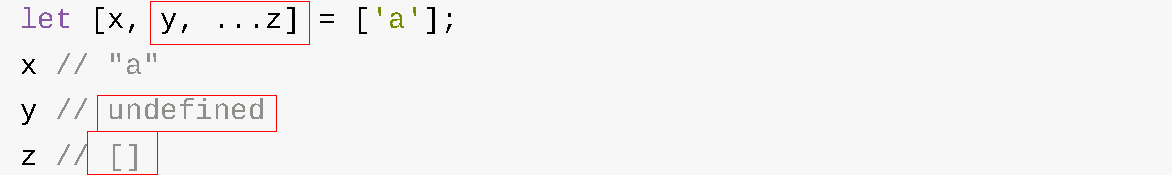 let [x, y, ...z] = ['a'];
x // "a"
y // undefined
z // []